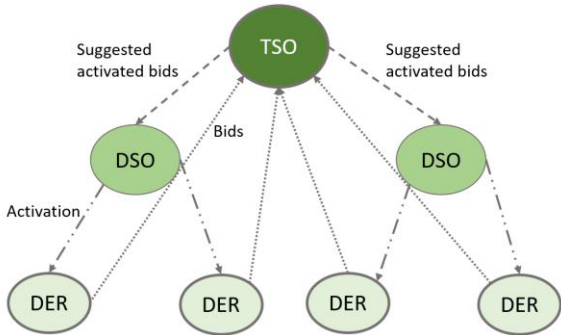 TSO
Suggested
activated bids
Suggested
activated bids
Bids
DSO
DSO
Activation
DER
DER
DER
DER